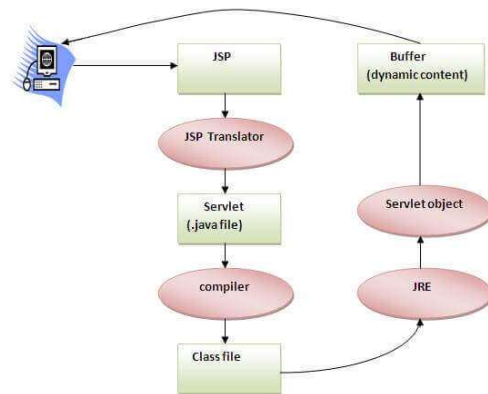 JSP
JSP Translator
Servlet
(.java file)
compiler
Class file
JRE
Servlet object
Buffer
(dynamic content)